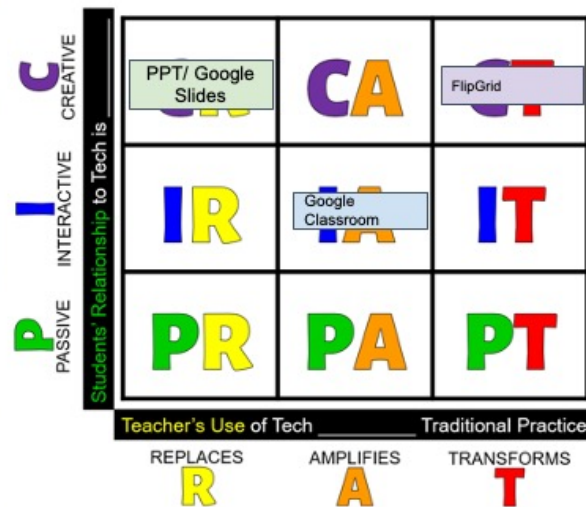 C
CREATIVE
I
INTERACTIVE
P
PASSIVE
Students' Relationship to Tech is ____
PPT/ Google
Slides
CA
FlipGrid
IR
Google
Classroom
IT
PR
PA
PT
Teacher's Use of Tech ________ Traditional Practice
REPLACES
R
AMPLIFIES
A
TRANSFORMS
T